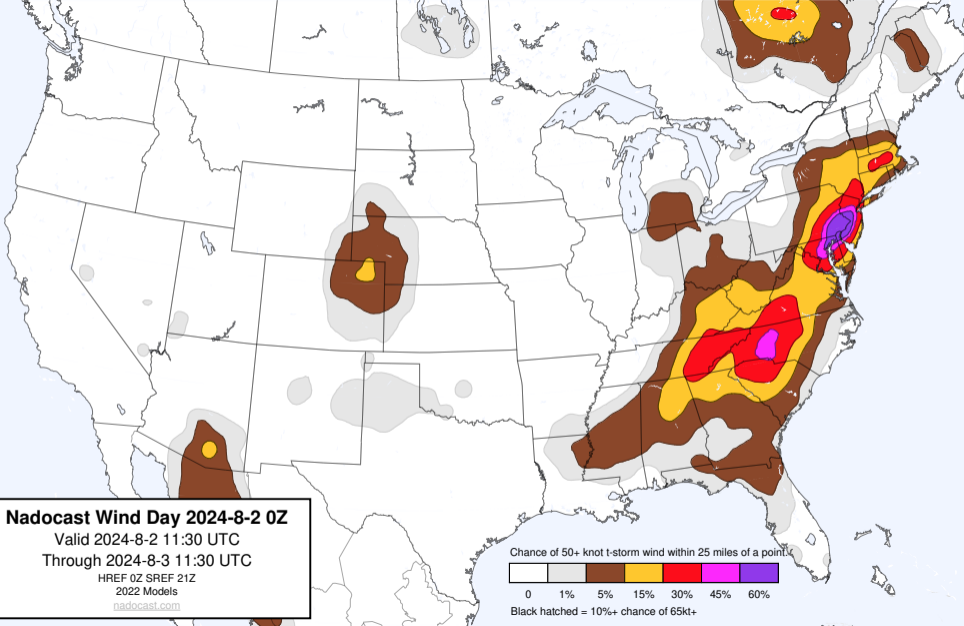 Nadocast Wind Day 2024-8-2 0Z
Valid 2024-8-2 11:30 UTC
Through 2024-8-3 11:30 UTC
HREF 0Z SREF 21Z
2022 Models
nadocast.com
Chance of 50+ knot t-storm wind within 25 miles of a point.
0 1% 5% 15% 30% 45% 60%
Black hatched = 10%+ chance of 65kt+